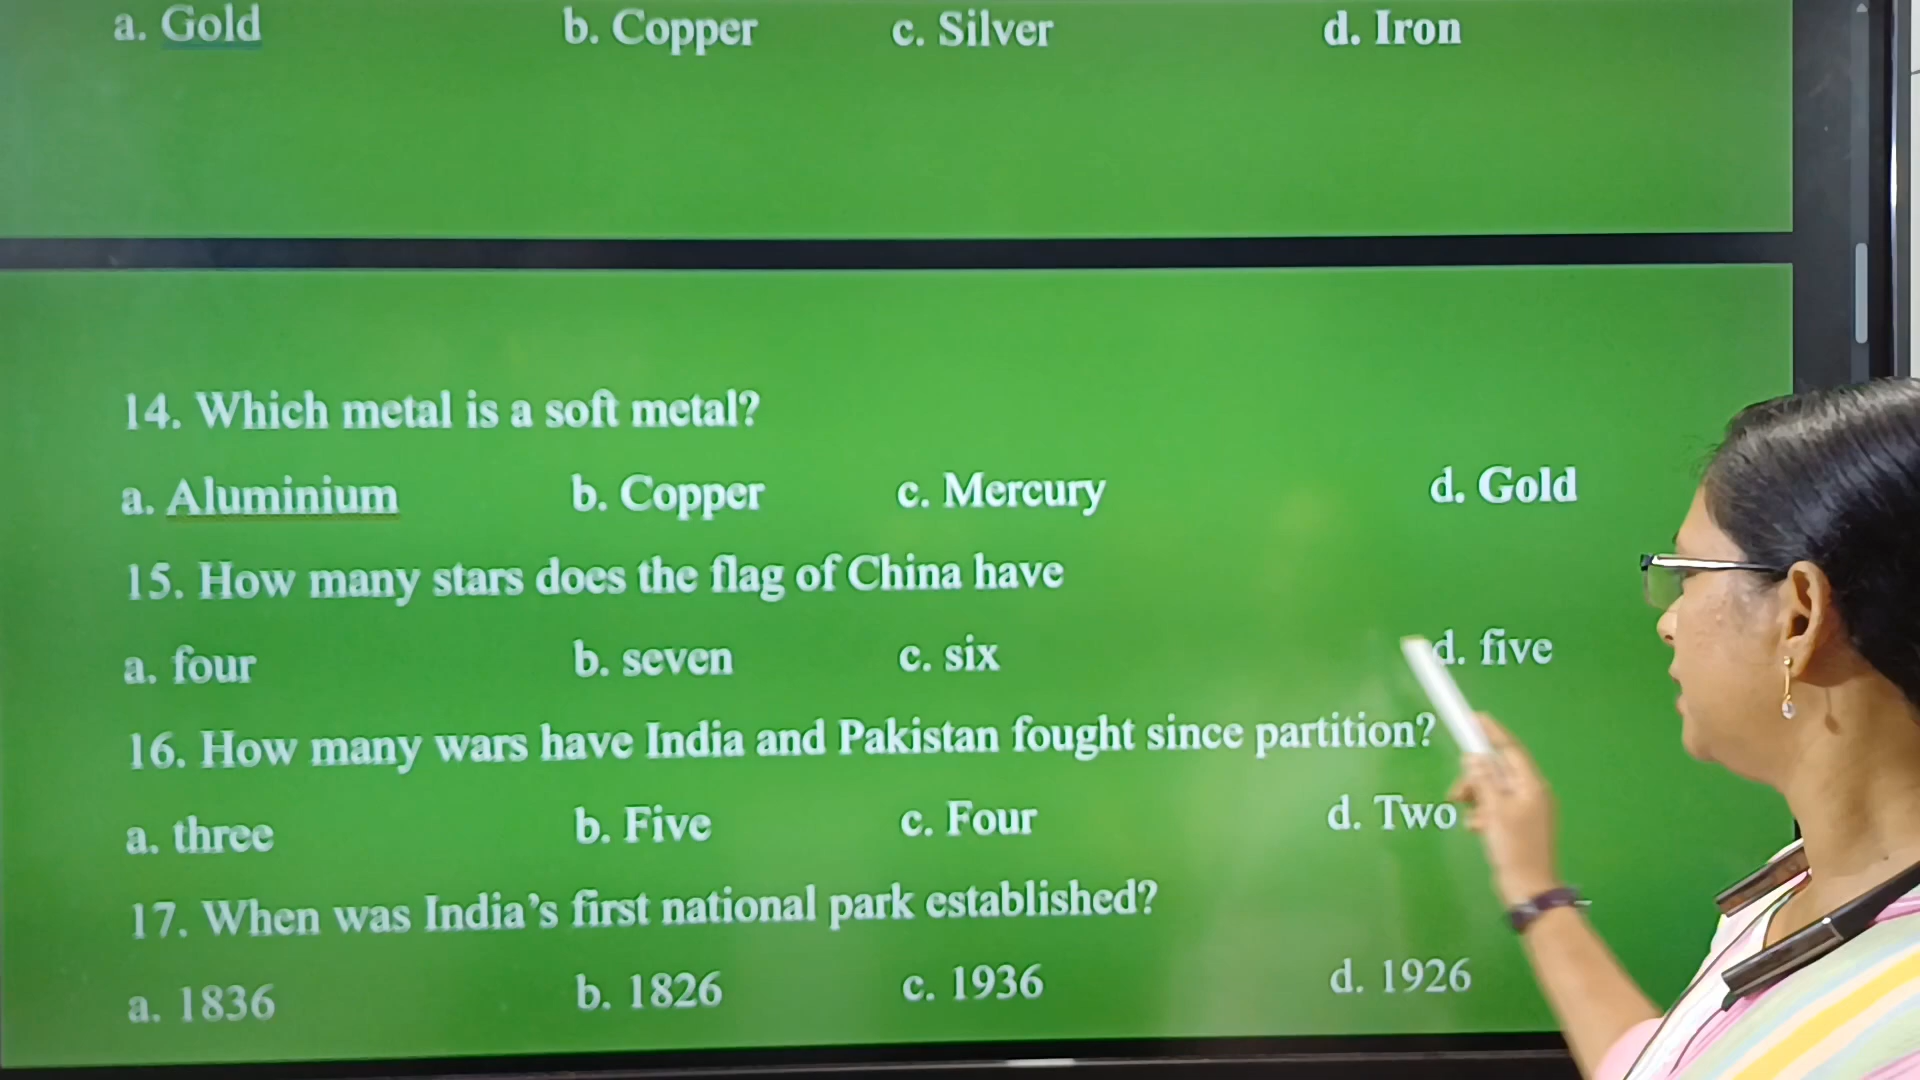 a. Gold b. Copper c. Silver d. Iron
14. Which metal is a soft metal?
a. Aluminium b. Copper c. Mercury d. Gold
15. How many stars does the flag of China have
a. four b. seven c. six d. five
16. How many wars have India and Pakistan fought since partition?
a. three b. Five c. Four d. Two
17. When was India’s first national park established?
a. 1836 b. 1826 c. 1936 d. 1926